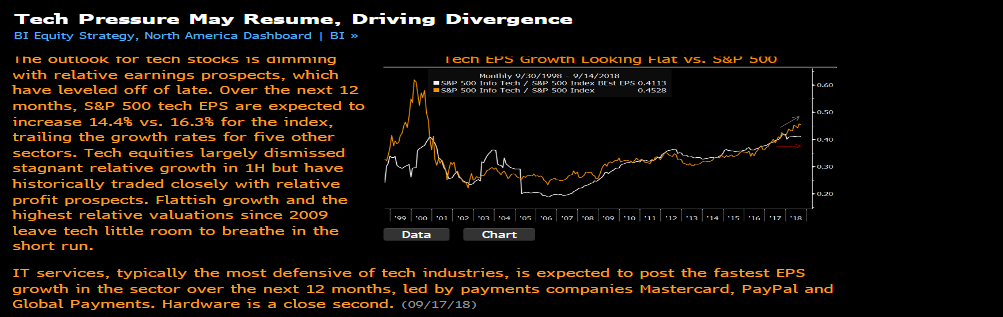 Tech Pressure May Resume, Driving Divergence
BI Equity Strategy, North America Dashboard | BI »
The outlook for tech stocks is dimming
with relative earnings prospects, which
have leveled off of late. Over the next 12
months, S&P 500 tech EPS are expected to
increase 14.4% vs. 16.3% for the index,
trailing the growth rates for five other
sectors. Tech equities largely dismissed
stagnant relative growth in 1H but have
historically traded closely with relative
profit prospects. Flattish growth and the
highest relative valuations since 2009
leave tech little room to breathe in the
short run.
Tech EPS Growth Looking Flat vs. S&P 500
Monthly 9/30/1998 - 9/14/2018
S&P 500 Info Tech / S&P 500 Index BEst EPS 0.4113
S&P 500 Info Tech / S&P 500 Index 0.4528
0.60
0.50
0.40
0.30
0.20
'99 '00 '01 '02 '03 '04 '05 '06 '07 '08 '09 '10 '11 '12 '13 '14 '15 '16 '17 '18
Data Chart
IT services, typically the most defensive of tech industries, is expected to post the fastest EPS
growth in the sector over the next 12 months, led by payments companies Mastercard, PayPal and
Global Payments. Hardware is a close second. (09/17/18)